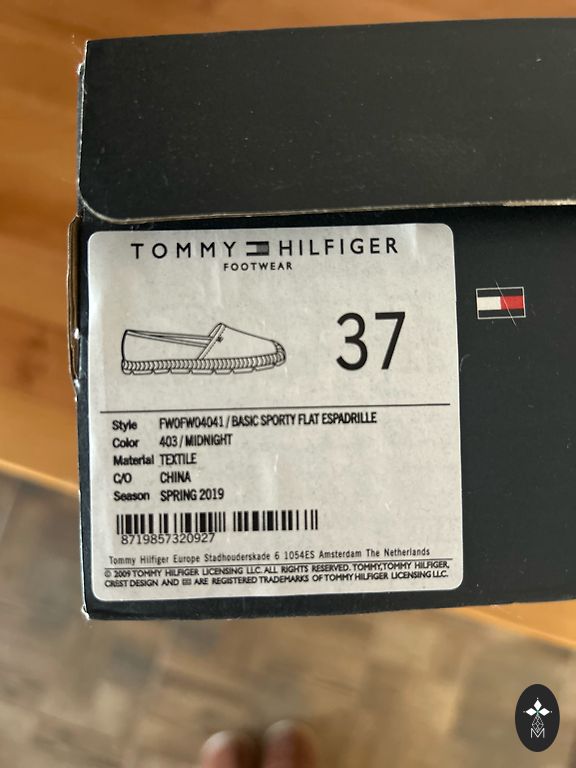 TOMMY HILFIGER
FOOTWEAR
37
Style FW0FW04041 / BASIC SPORTY FLAT ESPADRILLE
Color 403 / MIDNIGHT
Material TEXTILE
C/O CHINA
Season SPRING 2019
8719857320927
Tommy Hilfiger Europe Stadhouderskade 6 1054ES Amsterdam The Netherlands
© 2009 TOMMY HILFIGER LICENSING LLC. ALL RIGHTS RESERVED. TOMMY,TOMMY HILFIGER,
CREST DESIGN AND ARE REGISTERED TRADEMARKS OF TOMMY HILFIGER LICENSING LLC.
M